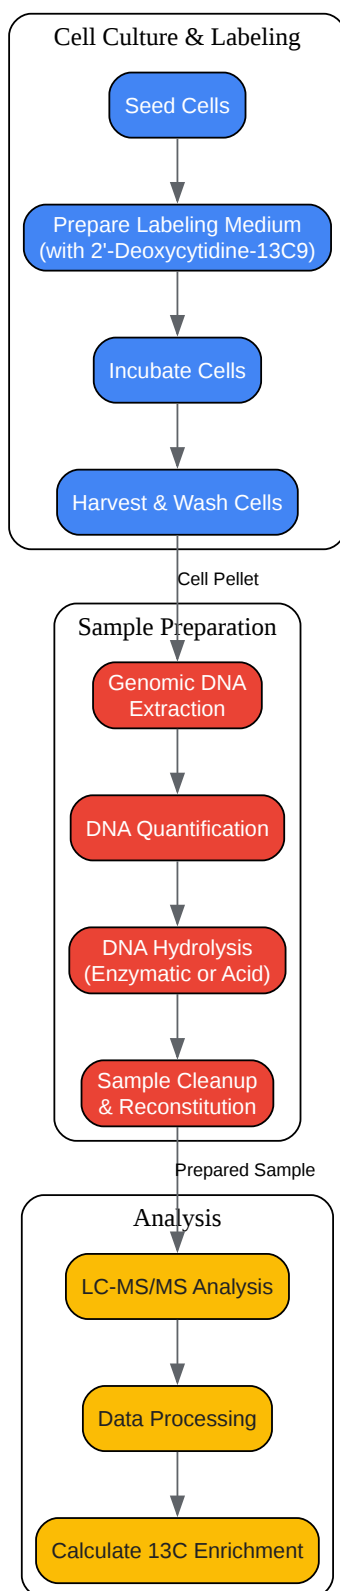 Cell Culture & Labeling
Seed Cells
Prepare Labeling Medium
(with 2'-Deoxycytidine-13C9)
Incubate Cells
Harvest & Wash Cells
Cell Pellet
Sample Preparation
Genomic DNA
Extraction
DNA Quantification
DNA Hydrolysis
(Enzymatic or Acid)
Sample Cleanup
& Reconstitution
Prepared Sample
Analysis
LC-MS/MS Analysis
Data Processing
Calculate 13C Enrichment